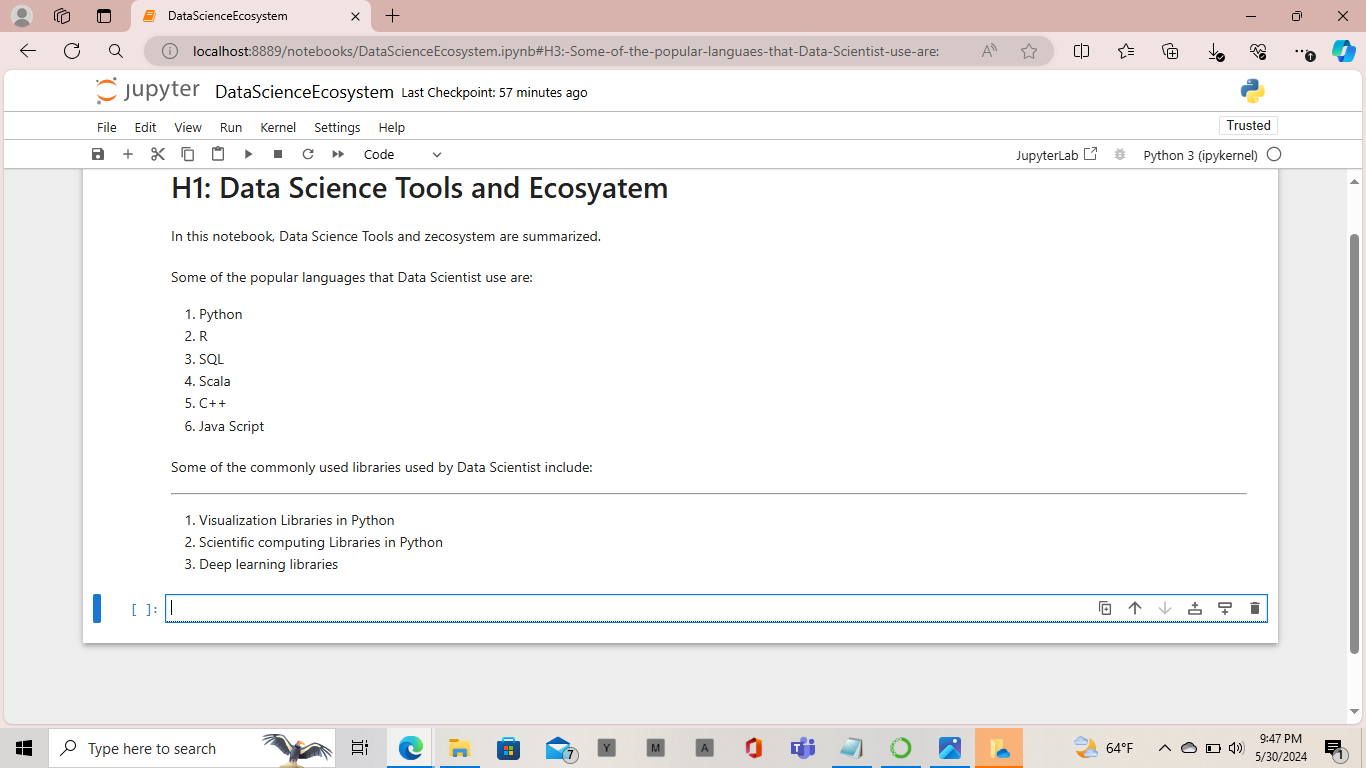 DataScienceEcosystem
localhost:8889/notebooks/DataScienceEcosystem.ipynb#H3:-Some-of-the-popular-languaes-that-Data-Scientist-use-are:
jupyter DataScienceEcosystem Last Checkpoint: 57 minutes ago
File Edit View Run Kernel Settings Help Trusted
Code JupyterLab Python 3 (ipykernel)
H1: Data Science Tools and Ecosyatem
In this notebook, Data Science Tools and zecosystem are summarized.
Some of the popular languages that Data Scientist use are:
1. Python
2. R
3. SQL
4. Scala
5. C++
6. Java Script
Some of the commonly used libraries used by Data Scientist include:
1. Visualization Libraries in Python
2. Scientific computing Libraries in Python
3. Deep learning libraries
[ ]:
Type here to search 7 Y M A 64°F 9:47 PM 1
5/30/2024